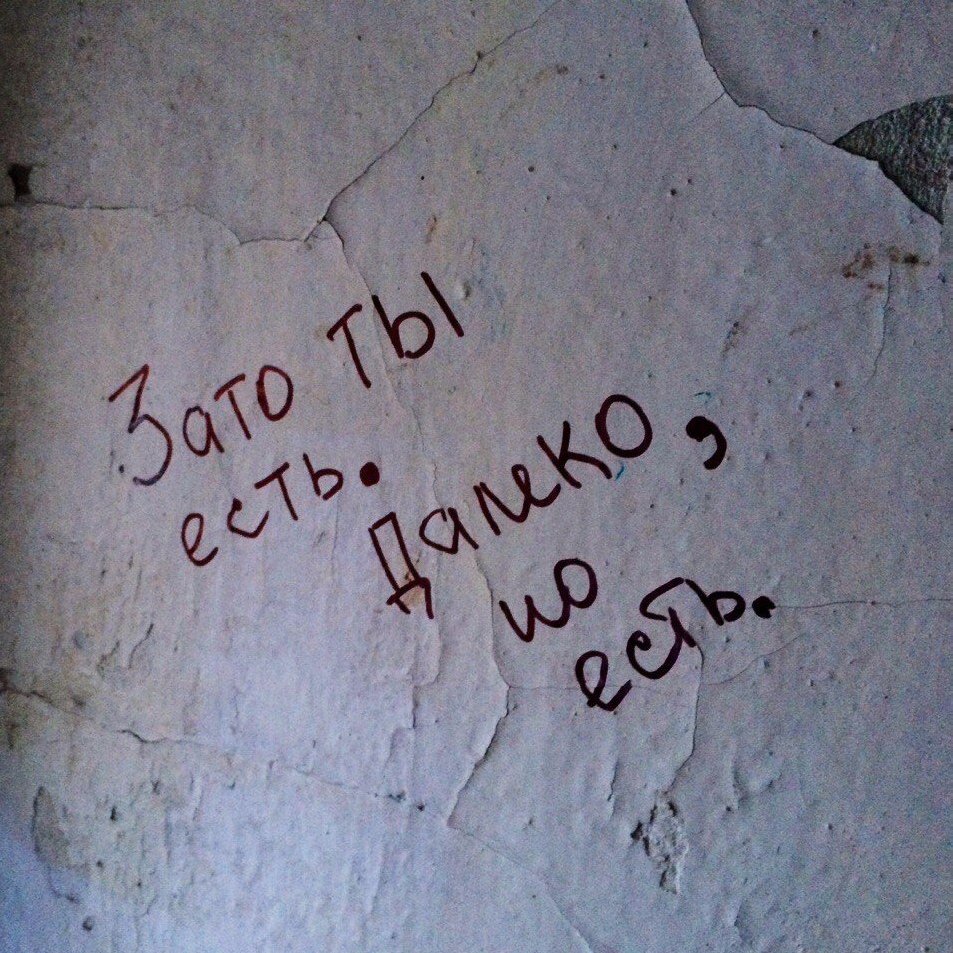 Зато ты
есть.
Далеко,
но
есть.